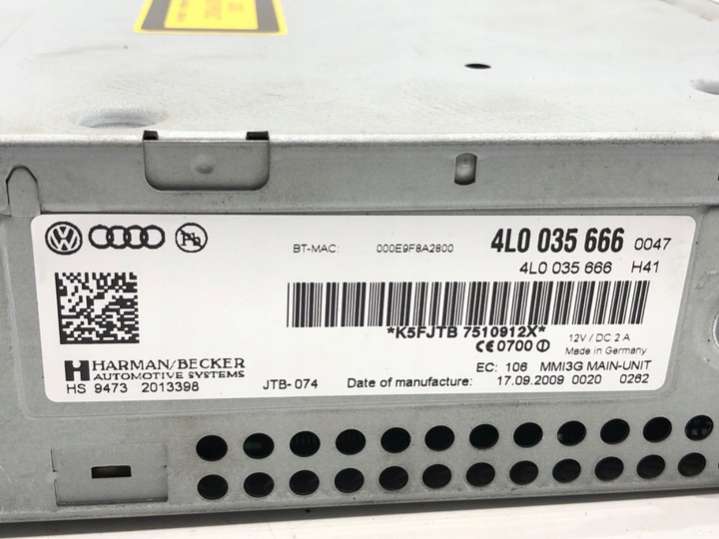 BT-MAC: 000E9F8A2800 4L0 035 666 0047
4L0 035 666 H41
*K5FJTB 7510912X*
12V / DC 2 A
CE0700
Made in Germany
HARMAN/BECKER
AUTOMOTIVE SYSTEMS
EC: 106 MMI3G MAIN-UNIT
HS 9473 2013398 JTB-074 Date of manufacture: 17.09.2009 0020 0262
Pb